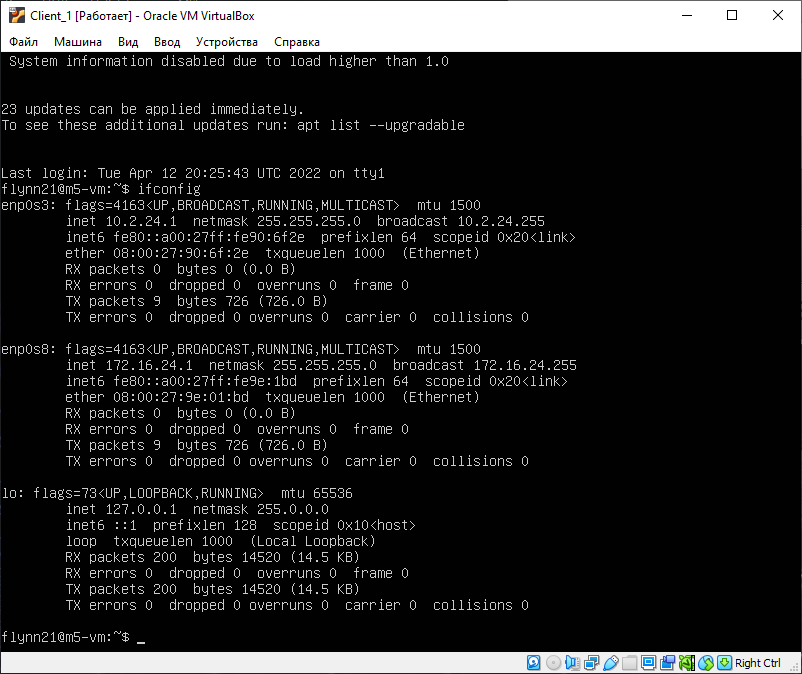 Client_1 [Работает] - Oracle VM VirtualBox
Файл Машина Вид Ввод Устройства Справка
System information disabled due to load higher than 1.0
23 updates can be applied immediately.
To see these additional updates run: apt list --upgradable
Last login: Tue Apr 12 20:25:43 UTC 2022 on tty1
flynn21@m5-vm:~$ ifconfig
enp0s3: flags=4163<UP,BROADCAST,RUNNING,MULTICAST>  mtu 1500
inet 10.2.24.1  netmask 255.255.255.0  broadcast 10.2.24.255
inet6 fe80::a00:27ff:fe90:6f2e  prefixlen 64  scopeid 0x20<link>
ether 08:00:27:90:6f:2e  txqueuelen 1000  (Ethernet)
RX packets 0  bytes 0 (0.0 B)
RX errors 0  dropped 0  overruns 0  frame 0
TX packets 9  bytes 726 (726.0 B)
TX errors 0  dropped 0 overruns 0  carrier 0  collisions 0
enp0s8: flags=4163<UP,BROADCAST,RUNNING,MULTICAST>  mtu 1500
inet 172.16.24.1  netmask 255.255.255.0  broadcast 172.16.24.255
inet6 fe80::a00:27ff:fe9e:1bd  prefixlen 64  scopeid 0x20<link>
ether 08:00:27:9e:01:bd  txqueuelen 1000  (Ethernet)
RX packets 0  bytes 0 (0.0 B)
RX errors 0  dropped 0  overruns 0  frame 0
TX packets 9  bytes 726 (726.0 B)
TX errors 0  dropped 0 overruns 0  carrier 0  collisions 0
lo: flags=73<UP,LOOPBACK,RUNNING>  mtu 65536
inet 127.0.0.1  netmask 255.0.0.0
inet6 ::1  prefixlen 128  scopeid 0x10<host>
loop  txqueuelen 1000  (Local Loopback)
RX packets 200  bytes 14520 (14.5 KB)
RX errors 0  dropped 0  overruns 0  frame 0
TX packets 200  bytes 14520 (14.5 KB)
TX errors 0  dropped 0 overruns 0  carrier 0  collisions 0
flynn21@m5-vm:~$ _
Right Ctrl